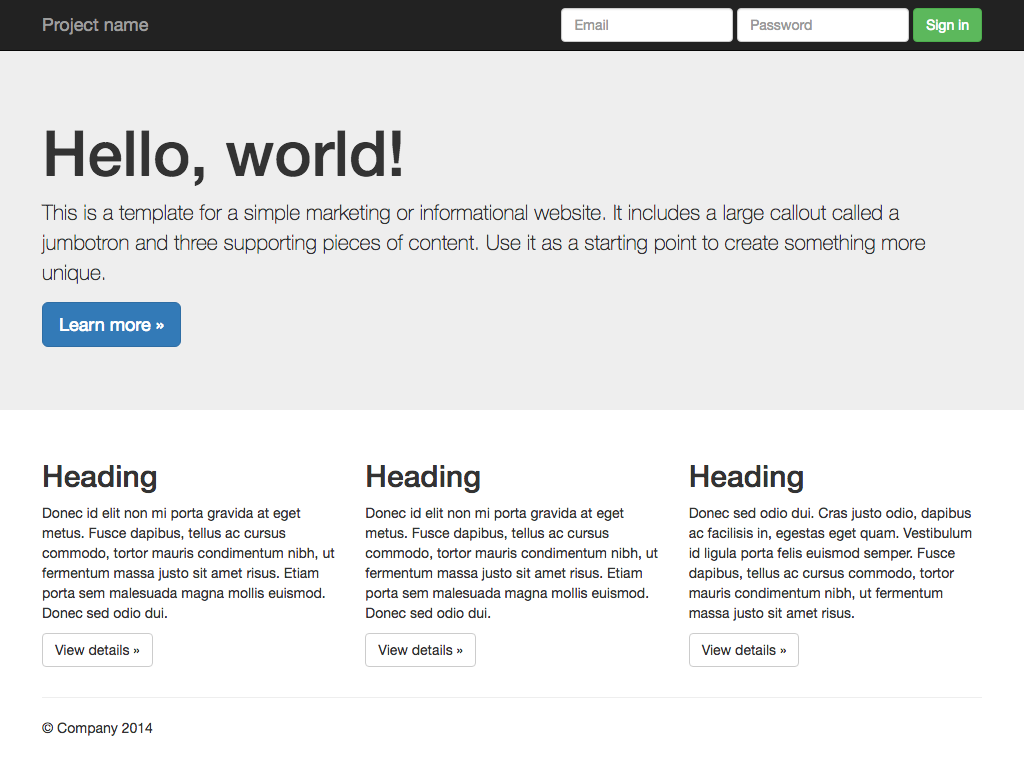 Project name Email Password Sign in
Hello, world!
This is a template for a simple marketing or informational website. It includes a large callout called a
jumbotron and three supporting pieces of content. Use it as a starting point to create something more
unique.
Learn more »
Heading
Donec id elit non mi porta gravida at eget
metus. Fusce dapibus, tellus ac cursus
commodo, tortor mauris condimentum nibh, ut
fermentum massa justo sit amet risus. Etiam
porta sem malesuada magna mollis euismod.
Donec sed odio dui.
View details »
Heading
Donec id elit non mi porta gravida at eget
metus. Fusce dapibus, tellus ac cursus
commodo, tortor mauris condimentum nibh, ut
fermentum massa justo sit amet risus. Etiam
porta sem malesuada magna mollis euismod.
Donec sed odio dui.
View details »
Heading
Donec sed odio dui. Cras justo odio, dapibus
ac facilisis in, egestas eget quam. Vestibulum
id ligula porta felis euismod semper. Fusce
dapibus, tellus ac cursus commodo, tortor
mauris condimentum nibh, ut fermentum
massa justo sit amet risus.
View details »
© Company 2014